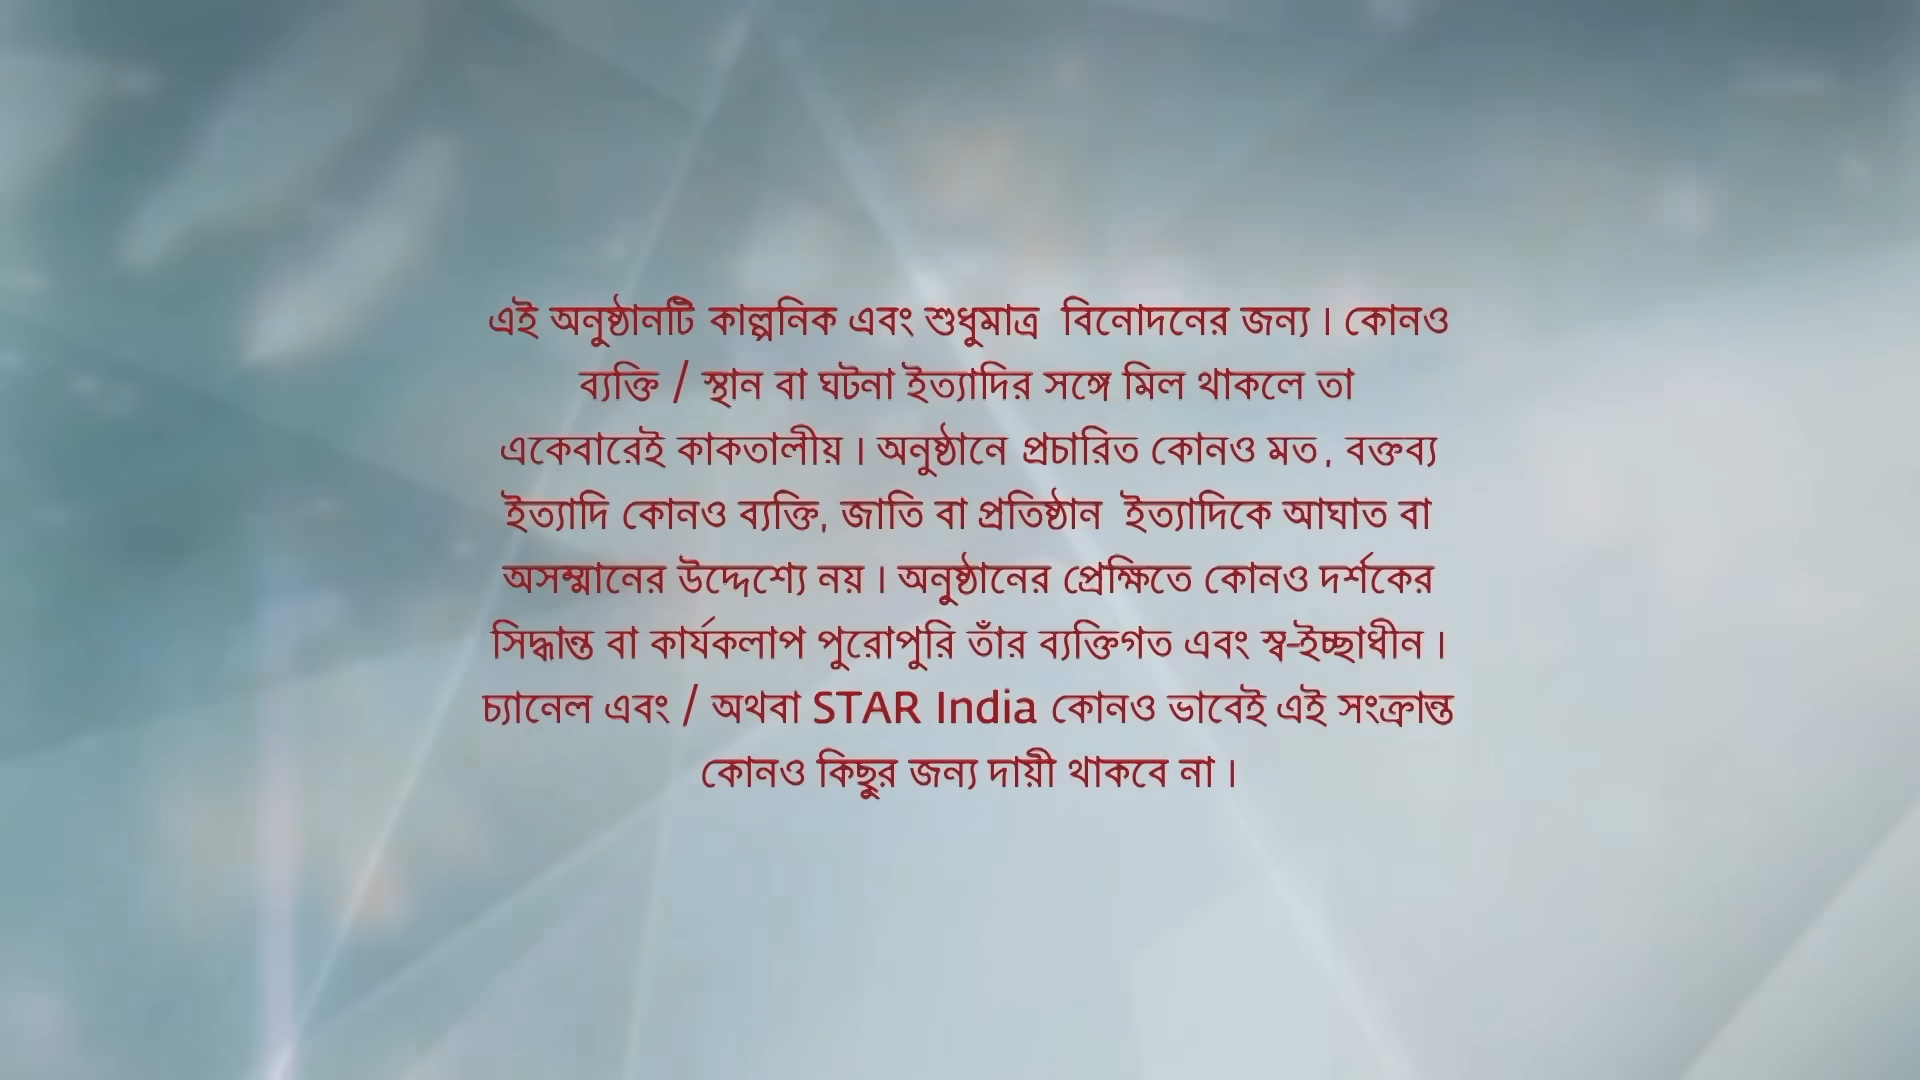 এই অনুষ্ঠানটি কাল্পনিক এবং শুধুমাত্র বিনোদনের জন্য। কোনও
ব্যক্তি / স্থান বা ঘটনা ইত্যাদির সঙ্গে মিল থাকলে তা
একেবারেই কাকতালীয়। অনুষ্ঠানে প্রচারিত কোনও মত, বক্তব্য
ইত্যাদি কোনও ব্যক্তি, জাতি বা প্রতিষ্ঠান ইত্যাদিকে আঘাত বা
অসম্মানের উদ্দেশ্যে নয়। অনুষ্ঠানের প্রেক্ষিতে কোনও দর্শকের
সিদ্ধান্ত বা কার্যকলাপ পুরোপুরি তাঁর ব্যক্তিগত এবং স্ব-ইচ্ছাধীন।
চ্যানেল এবং / অথবা STAR India কোনও ভাবেই এই সংক্রান্ত
কোনও কিছুর জন্য দায়ী থাকবে না।